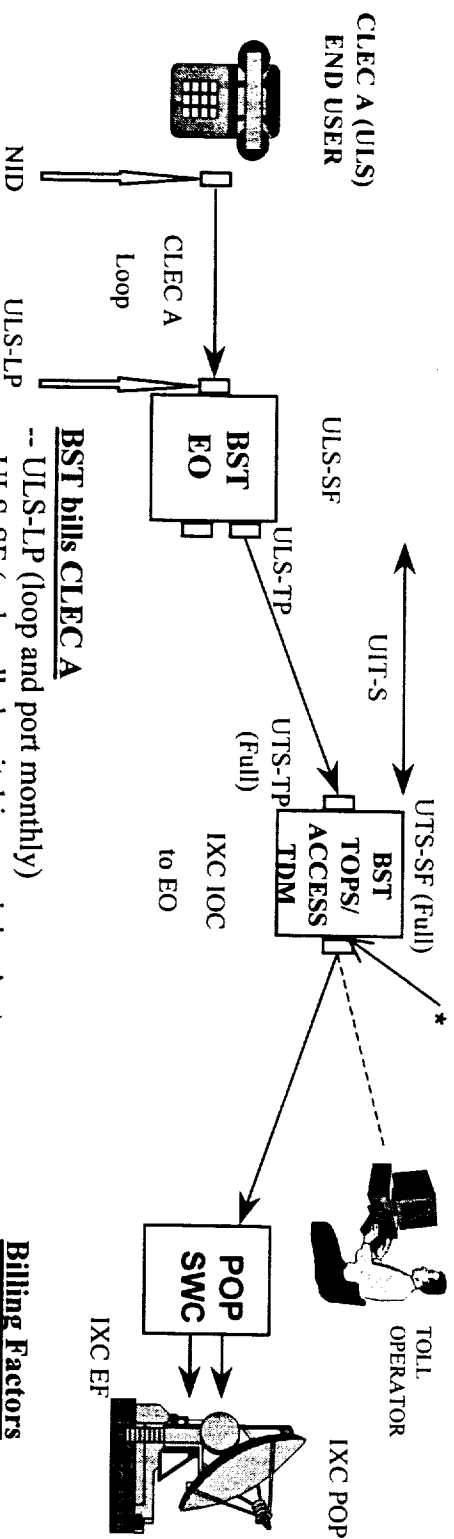 CLEC A (ULS)
END USER
NID
CLEC A
Loop
ULS-LP
ULS-SF
BST
EO
ULS-TP
UIT-S
UTS-TP
(Full)
UTS-SF (Full)
BST
TOPS/
ACCESS
TDM
*
IXC IOC
to EO
TOLL
OPERATOR
POP
SWC
IXC EF
IXC POP
BST bills CLEC A
-- ULS-LP (loop and port monthly)
Billing Factors